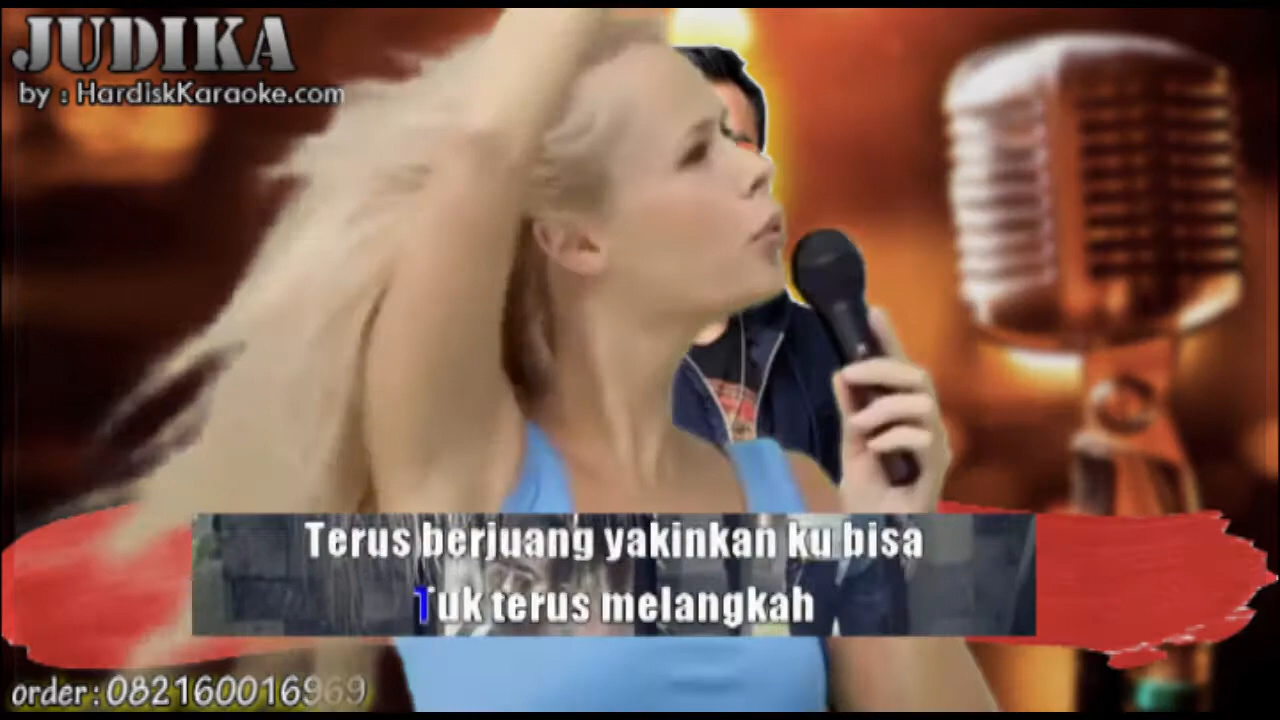 JUDIKA
by : HardiskKaraoke.com
Terus berjuang yakinkan ku bisa
Tuk terus melangkah
order : 082160016969